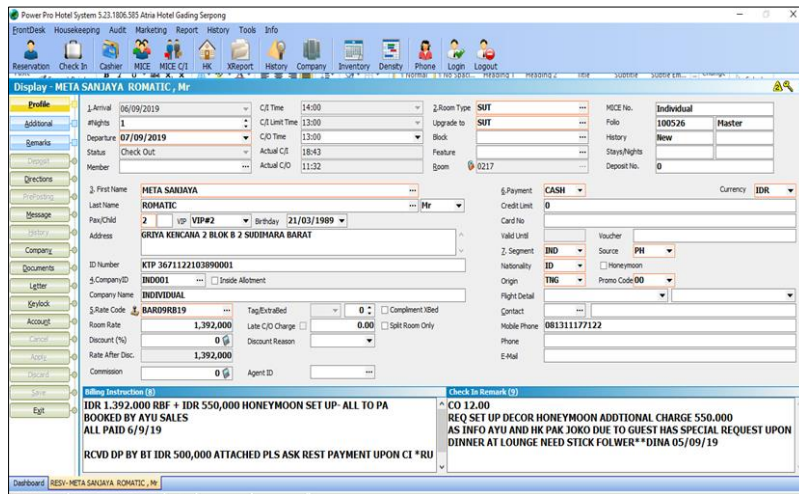 Power Pro Hotel System 5.23.1806.585 Atria Hotel Gading Serpong
FrontDesk Housekeeping Audit Marketing Report History Tools Info
Reservation Check In Cashier MICE MICE C/I HK XReport History Company Inventory Density Phone Login Logout
Display - META SANJAYA ROMATIC , Mr
Profile
Additional
Remarks
Deposit
Directions
PrePosting
Message
History
Company
Documents
Letter
Keylock
Account
Cancel
Apply
Discard
Save
Exit
1.Arrival 06/09/2019
#Nights 1
Departure 07/09/2019
Status Check Out
Member
C/I Time 14:00
C/I Limit Time 13:00
C/O Time 13:00
Actual C/I 18:43
Actual C/O 11:32
2.Room Type SUT
Upgrade to SUT
Block
Feature
Room 0217
MICE No. Individual
Folio 100526 Master
History New
Stays/Nights
Deposit No. 0
3. First Name META SANJAYA
Last Name ROMATIC Mr
Pax/Child 2 VIP VIP#2 Birthday 21/03/1989
Address GRIYA KENCANA 2 BLOK B 2 SUDIMARA BARAT
ID Number KTP 3671122103890001
4.CompanyID IND001 Inside Allotment
Company Name INDIVIDUAL
5.Rate Code BAR09RB19 Tag/ExtraBed 0 Compliment XBed
Room Rate 1,392,000 Late C/O Charge 0.00 Split Room Only
Discount (%) 0 Discount Reason
Rate After Disc. 1,392,000
Commission 0 Agent ID
6.Payment CASH Currency IDR
Credit Limit 0
Card No
Valid Until Voucher
7. Segment IND Source PH
Nationality ID Honeymoon
Origin TNG Promo Code 00
Flight Detail
Contact
Mobile Phone 081311177122
Phone
E-Mail
Billing Instruction (8)
IDR 1.392.000 RBF + IDR 550,000 HONEYMOON SET UP- ALL TO PA
BOOKED BY AYU SALES
ALL PAID 6/9/19
RCVD DP BY BT IDR 500,000 ATTACHED PLS ASK REST PAYMENT UPON CI *RU
Check In Remark (9)
CO 12.00
REQ SET UP DECOR HONEYMOON ADDTIONAL CHARGE 550.000
AS INFO AYU AND HK PAK JOKO DUE TO GUEST HAS SPECIAL REQUEST UPON
DINNER AT LOUNGE NEED STICK FOLWER**DINA 05/09/19
Dashboard RESV- META SANJAYA ROMATIC , Mr